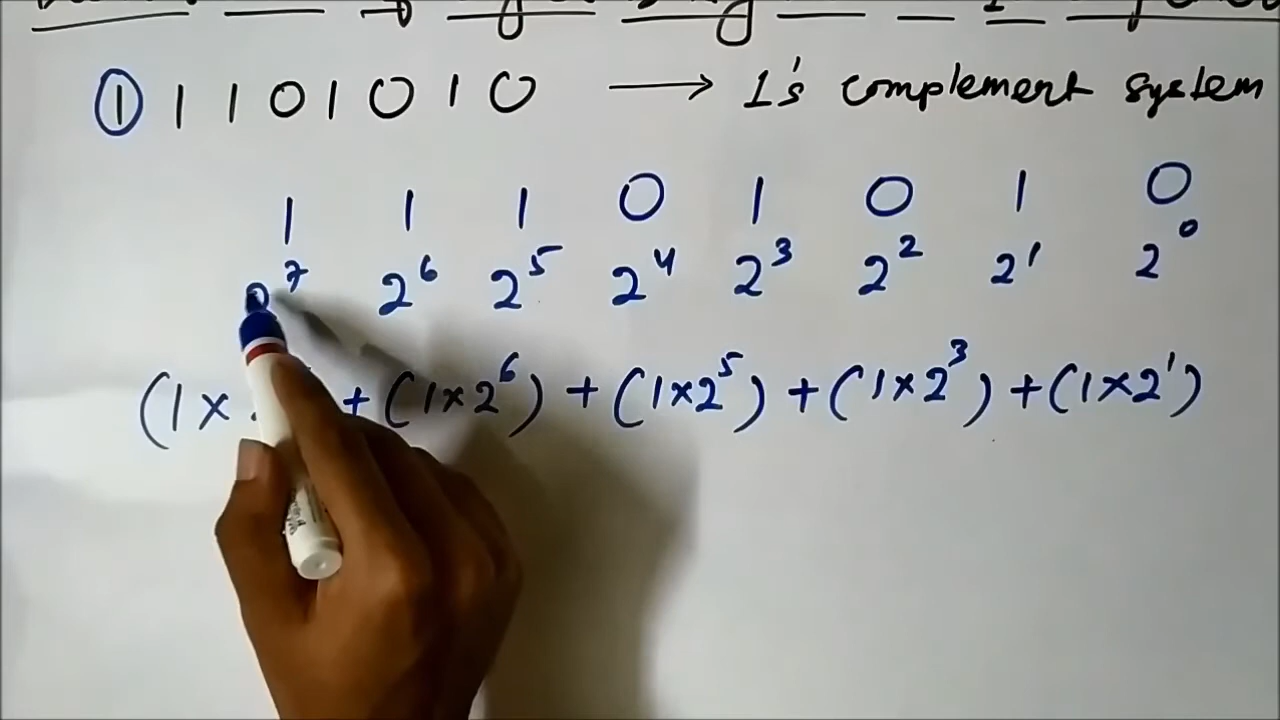 ① 1 1 0 1 0 1 0 ⟶ 1's complement system
1 1 1 0 1 0 1 0
2⁷ 2⁶ 2⁵ 2⁴ 2³ 2² 2¹ 2⁰
(1× + (1×2⁶) + (1×2⁵) + (1×2³) + (1×2¹)